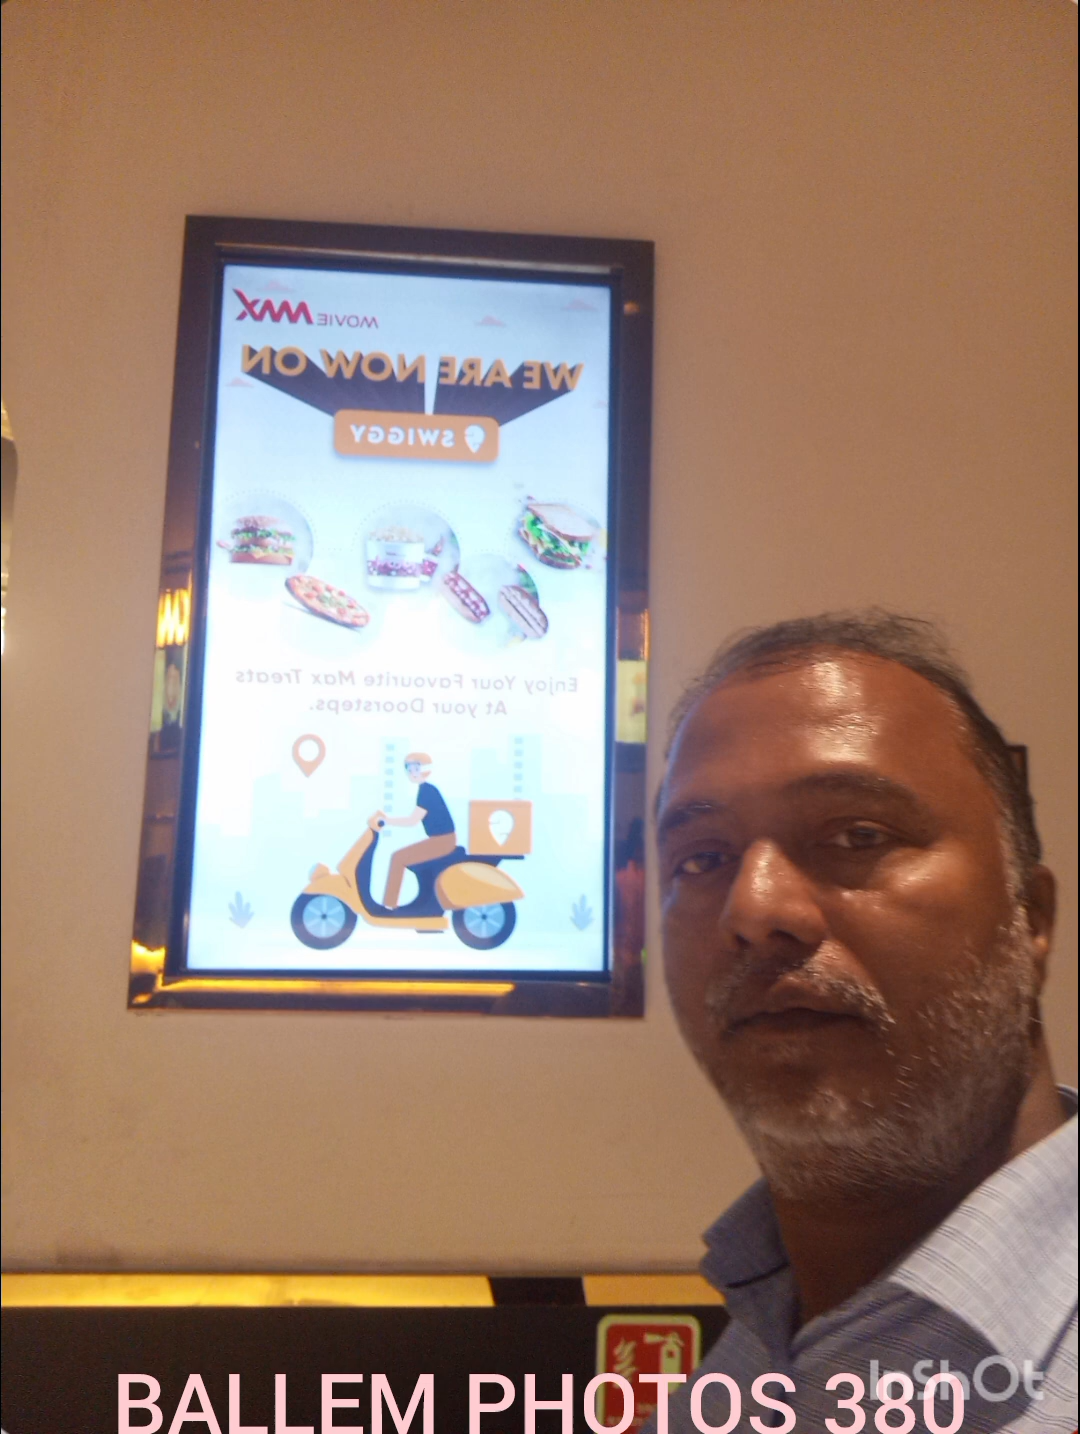 MOVIE MAX
WE ARE NOW ON
SWIGGY
Enjoy Your Favourite Max Treats
At your Doorsteps.
InShOt
BALLEM PHOTOS 380